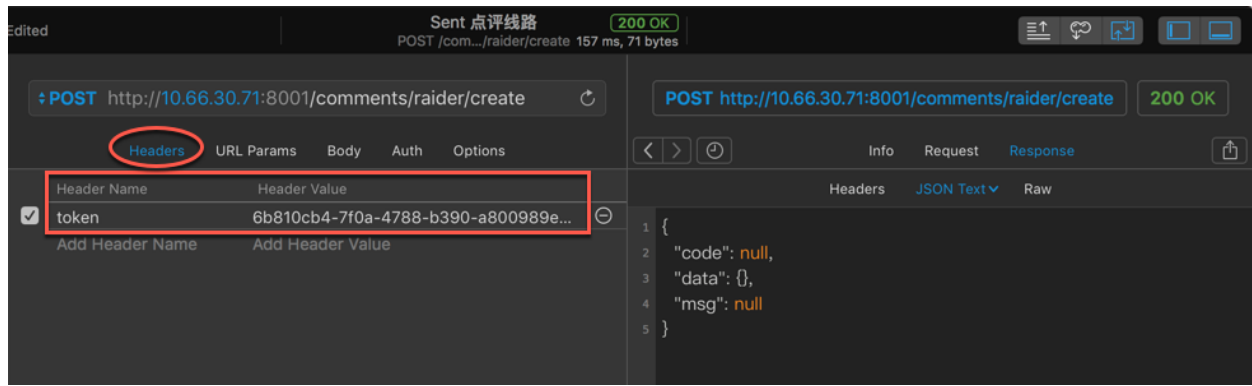 Edited
Sent 点评线路
200 OK
POST /com.../raider/create 157 ms, 71 bytes
POST http://10.66.30.71:8001/comments/raider/create
Headers URL Params Body Auth Options
Header Name Header Value
token 6b810cb4-7f0a-4788-b390-a800989e...
Add Header Name Add Header Value
POST http://10.66.30.71:8001/comments/raider/create 200 OK
Info Request Response
Headers JSON Text Raw
1 {
2 "code": null,
3 "data": {},
4 "msg": null
5 }